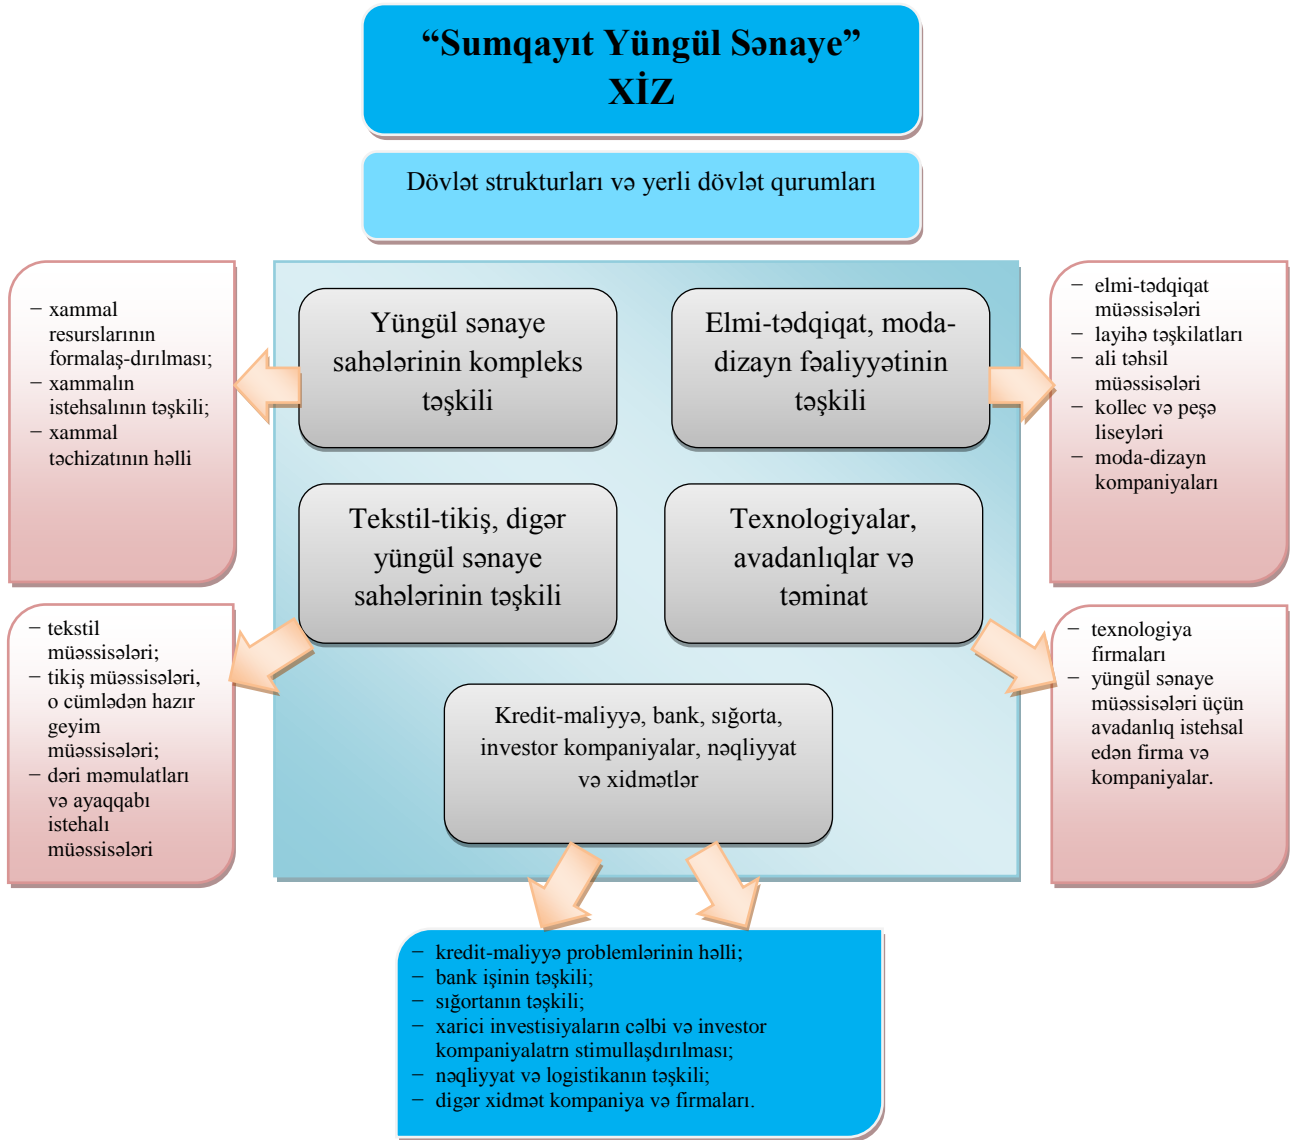 “Sumqayıt Yüngül Sənaye”
XİZ
Dövlət strukturları və yerli dövlət qurumları
− xammal
resurslarının
formalaş-dırılması;
− xammalın
istehsalının təşkili;
− xammal
təchizatının həlli
Yüngül sənaye
sahələrinin kompleks
təşkili
Elmi-tədqiqat, moda-
dizayn fəaliyyətinin
təşkili
− elmi-tədqiqat
müəssisələri
− layihə təşkilatları
− ali təhsil
müəssisələri
− kollec və peşə
liseyləri
− moda-dizayn
kompaniyaları
Tekstil-tikiş, digər
yüngül sənaye
sahələrinin təşkili
Texnologiyalar,
avadanlıqlar və
təminat
− tekstil
müəssisələri;
− tikiş müəssisələri,
o cümlədən hazır
geyim
müəssisələri;
− dəri məmulatları
və ayaqqabı
istehalı
müəssisələri
− texnologiya
firmaları
− yüngül sənaye
müəssisələri üçün
avadanlıq istehsal
edən firma və
kompaniyalar.
Kredit-maliyyə, bank, sığorta,
investor kompaniyalar, nəqliyyat
və xidmətlər
− kredit-maliyyə problemlərinin həlli;
− bank işinin təşkili;
− sığortanın təşkili;
− xarici investisiyaların cəlbi və investor
kompaniyalatrn stimullaşdırılması;
− nəqliyyat və logistikanın təşkili;
− digər xidmət kompaniya və firmaları.